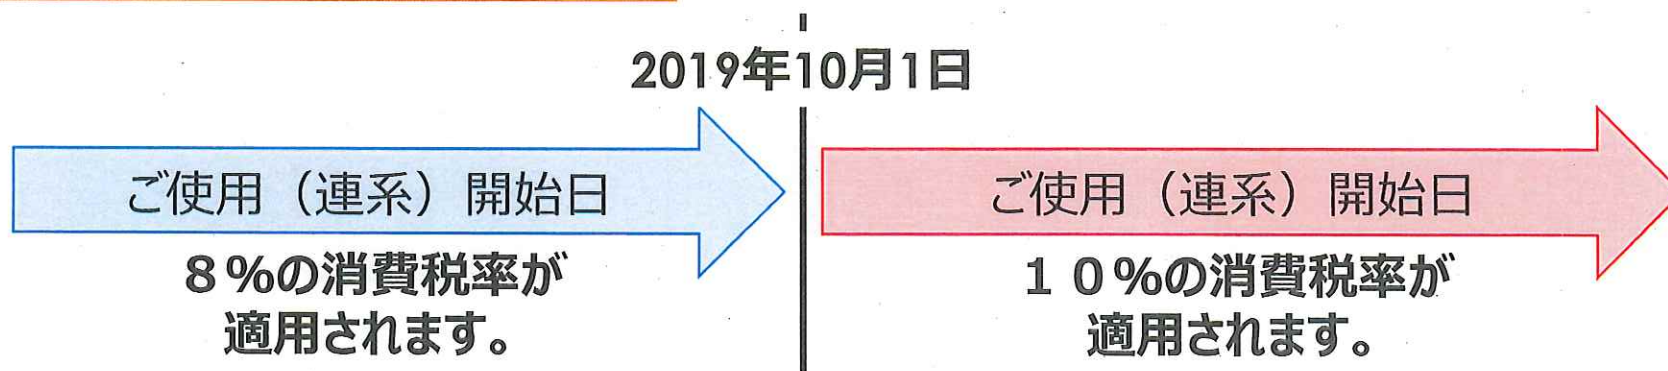 2019年10月1日
ご使用（連系）開始日
８％の消費税率が
適用されます。
ご使用（連系）開始日
１０％の消費税率が
適用されます。